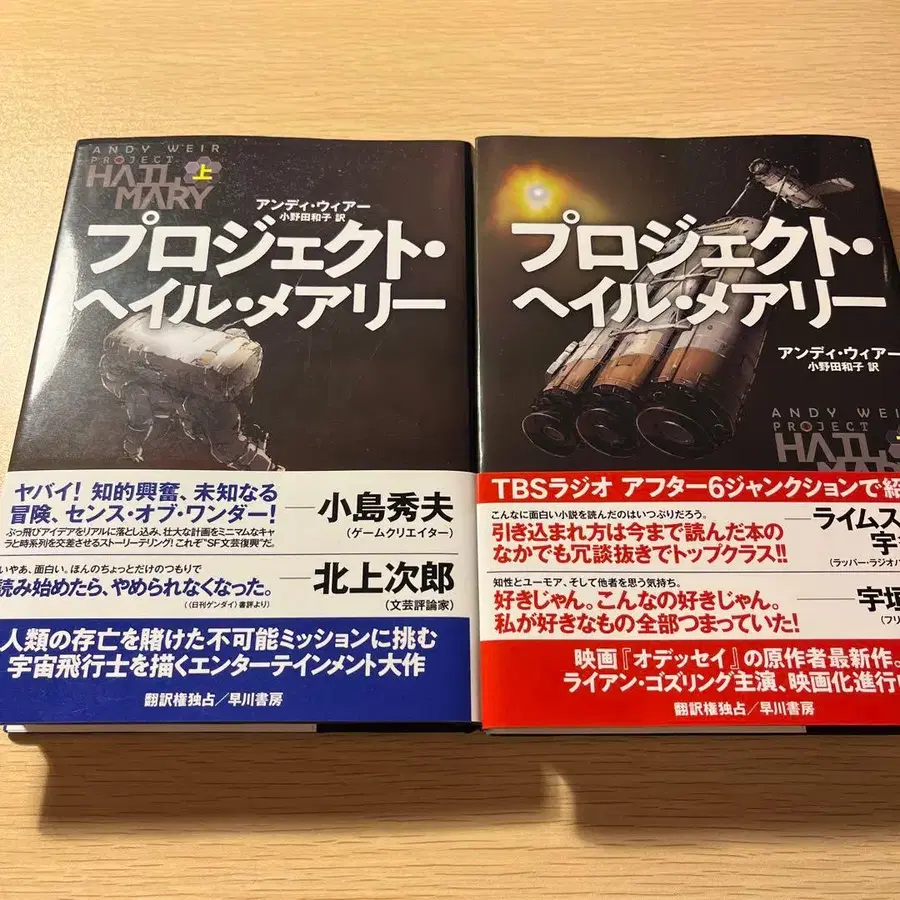 ANDY WEIR
PROJECT
HAIL
MARY
上
アンディ・ウィアー
小野田和子 訳
プロジェクト・
ヘイル・メアリー
ヤバイ! 知的興奮、未知なる
冒険、センス・オブ・ワンダー!
ぶっ飛びアイデアをリアルに落とし込み、壮大な計画をミニマムなキャ
ラと時系列を交差させるストーリーテリング! これぞ“SF文芸復興”だ。
──小島秀夫
(ゲームクリエイター)
いやあ、面白い。ほんのちょっとだけのつもりで
読み始めたら、やめられなくなった。
(《日刊ゲンダイ》書評より)
──北上次郎
(文芸評論家)
人類の存亡を賭けた不可能ミッションに挑む
宇宙飛行士を描くエンターテインメント大作
翻訳権独占/早川書房
プロジェクト・
ヘイル・メアリー
アンディ・ウィアー
小野田和子 訳
ANDY WEIR
PROJECT
HAIL
MARY
TBSラジオ アフター6ジャンクションで紹
こんなに面白い小説を読んだのはいつぶりだろう。
引き込まれ方は今まで読んだ本の
なかでも冗談抜きでトップクラス!!
──ライムス
宇
(ラッパー・ラジオパ
知性とユーモア、そして他者を思う気持ち。
好きじゃん。こんなの好きじゃん。
私が好きなもの全部つまっていた!
──宇垣
(フリ
映画『オデッセイ』の原作者最新作。
ライアン・ゴズリング主演、映画化進行
翻訳権独占/早川書房